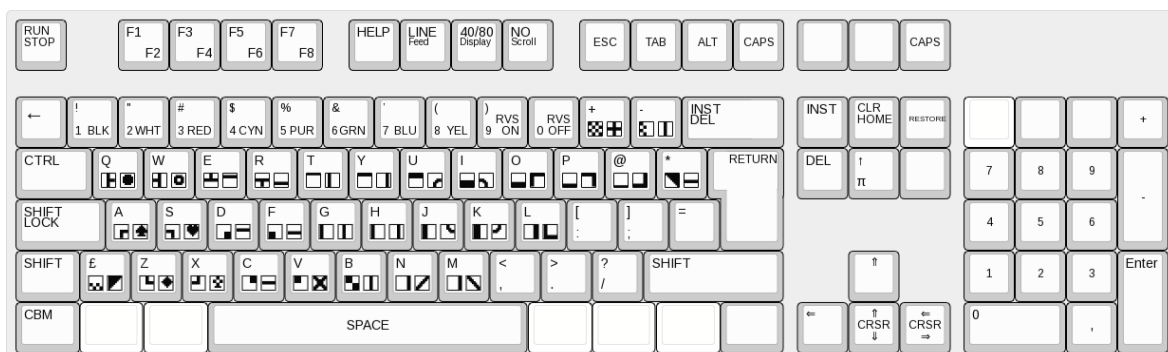 RUN STOP F1 F2 F3 F4 F5 F6 F7 F8 HELP LINE Feed 40/80 Display NO Scroll ESC TAB ALT CAPS CAPS
← ! 1 BLK " 2 WHT # 3 RED $ 4 CYN % 5 PUR & 6 GRN ' 7 BLU ( 8 YEL ) 9 RVS ON 0 RVS OFF + - INST DEL INST CLR HOME RESTORE +
CTRL Q W E R T Y U I O P @ * RETURN DEL ↑ π 7 8 9 -
SHIFT LOCK A S D F G H J K L [ : ] ; = 4 5 6
SHIFT £ Z X C V B N M < , > . ? / SHIFT ⇑ 1 2 3 Enter
CBM SPACE ⇐ ⇑ CRSR ⇓ ⇐ CRSR ⇒ 0 ,